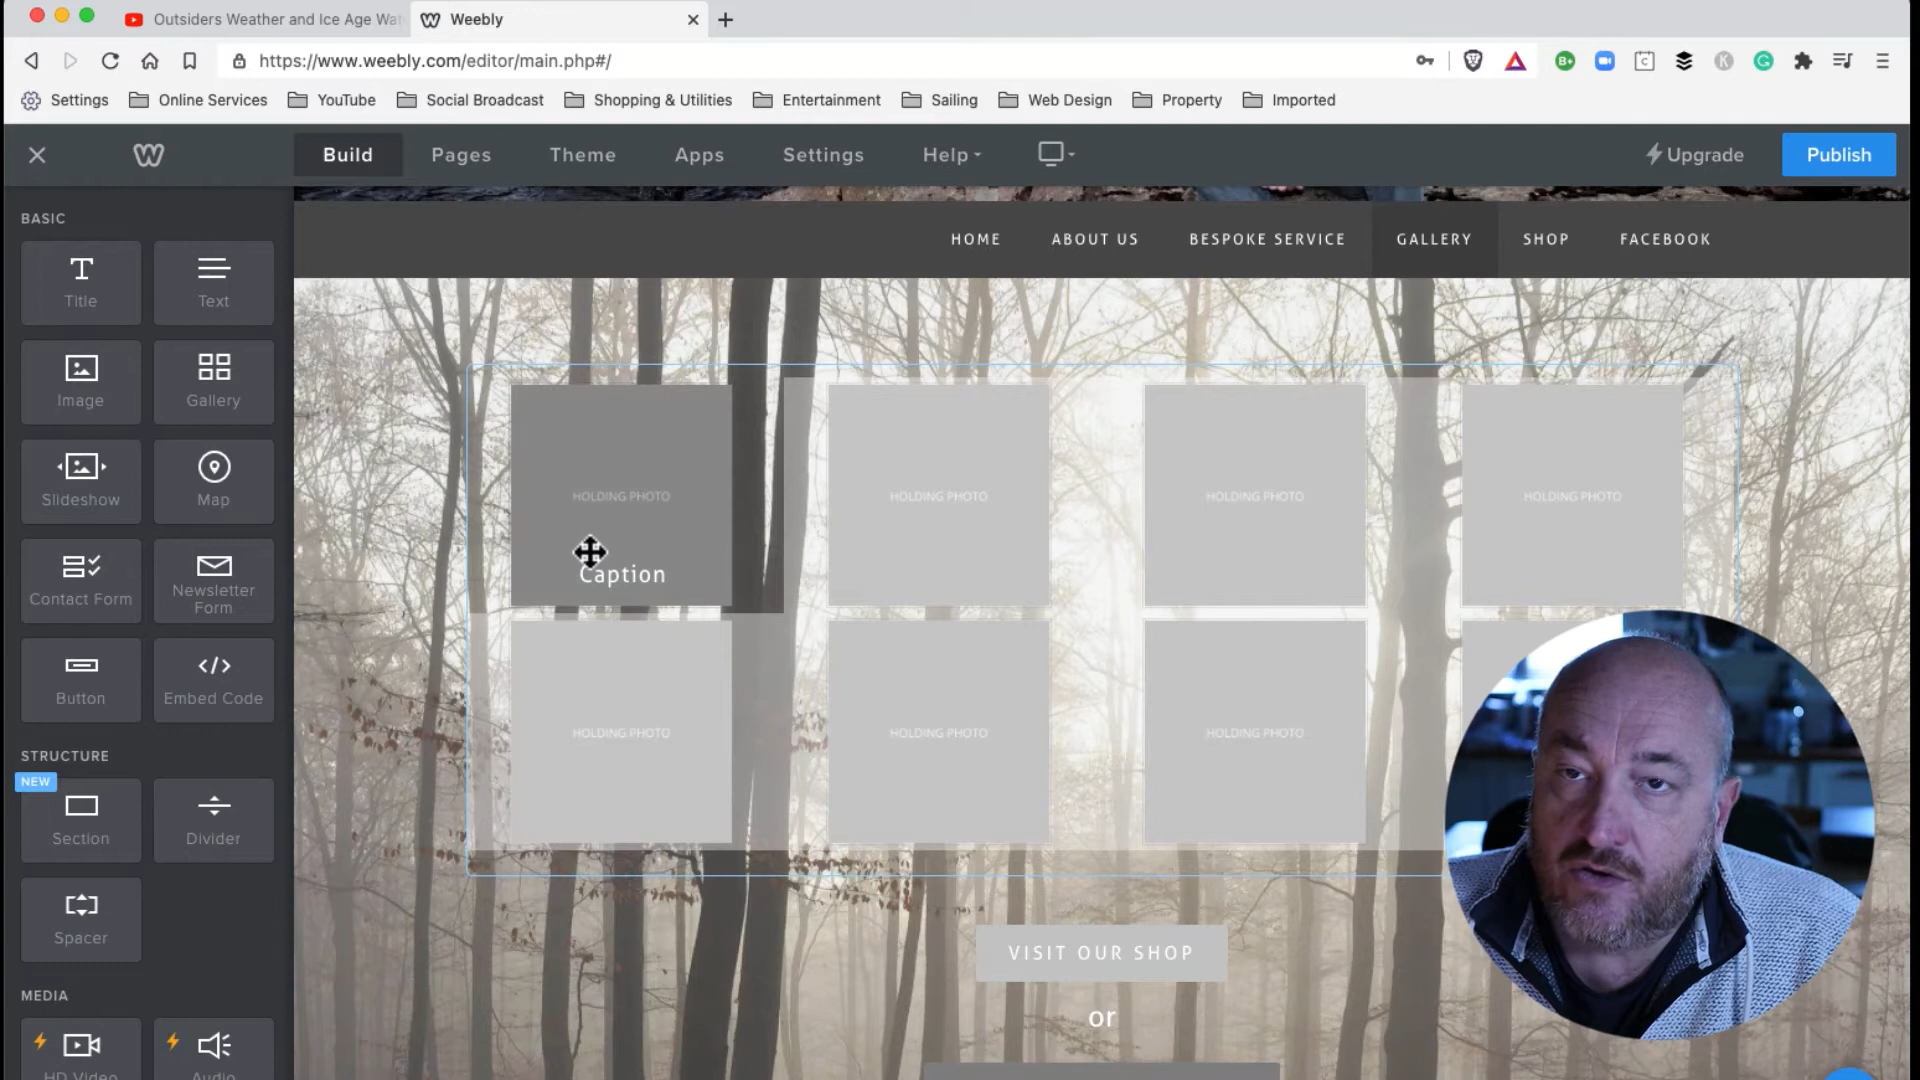 Outsiders Weather and Ice Age Wat
Weebly
https://www.weebly.com/editor/main.php#/
Settings
Online Services
YouTube
Social Broadcast
Shopping & Utilities
Entertainment
Sailing
Web Design
Property
Imported
Build
Pages
Theme
Apps
Settings
Help
Upgrade
Publish
HOME
ABOUT US
BESPOKE SERVICE
GALLERY
SHOP
FACEBOOK
BASIC
Title
Text
Image
Gallery
Slideshow
Map
Contact Form
Newsletter
Form
Button
Embed Code
STRUCTURE
NEW
Section
Divider
Spacer
MEDIA
HD Video
Audio
HOLDING PHOTO
HOLDING PHOTO
HOLDING PHOTO
HOLDING PHOTO
Caption
HOLDING PHOTO
HOLDING PHOTO
HOLDING PHOTO
VISIT OUR SHOP
or